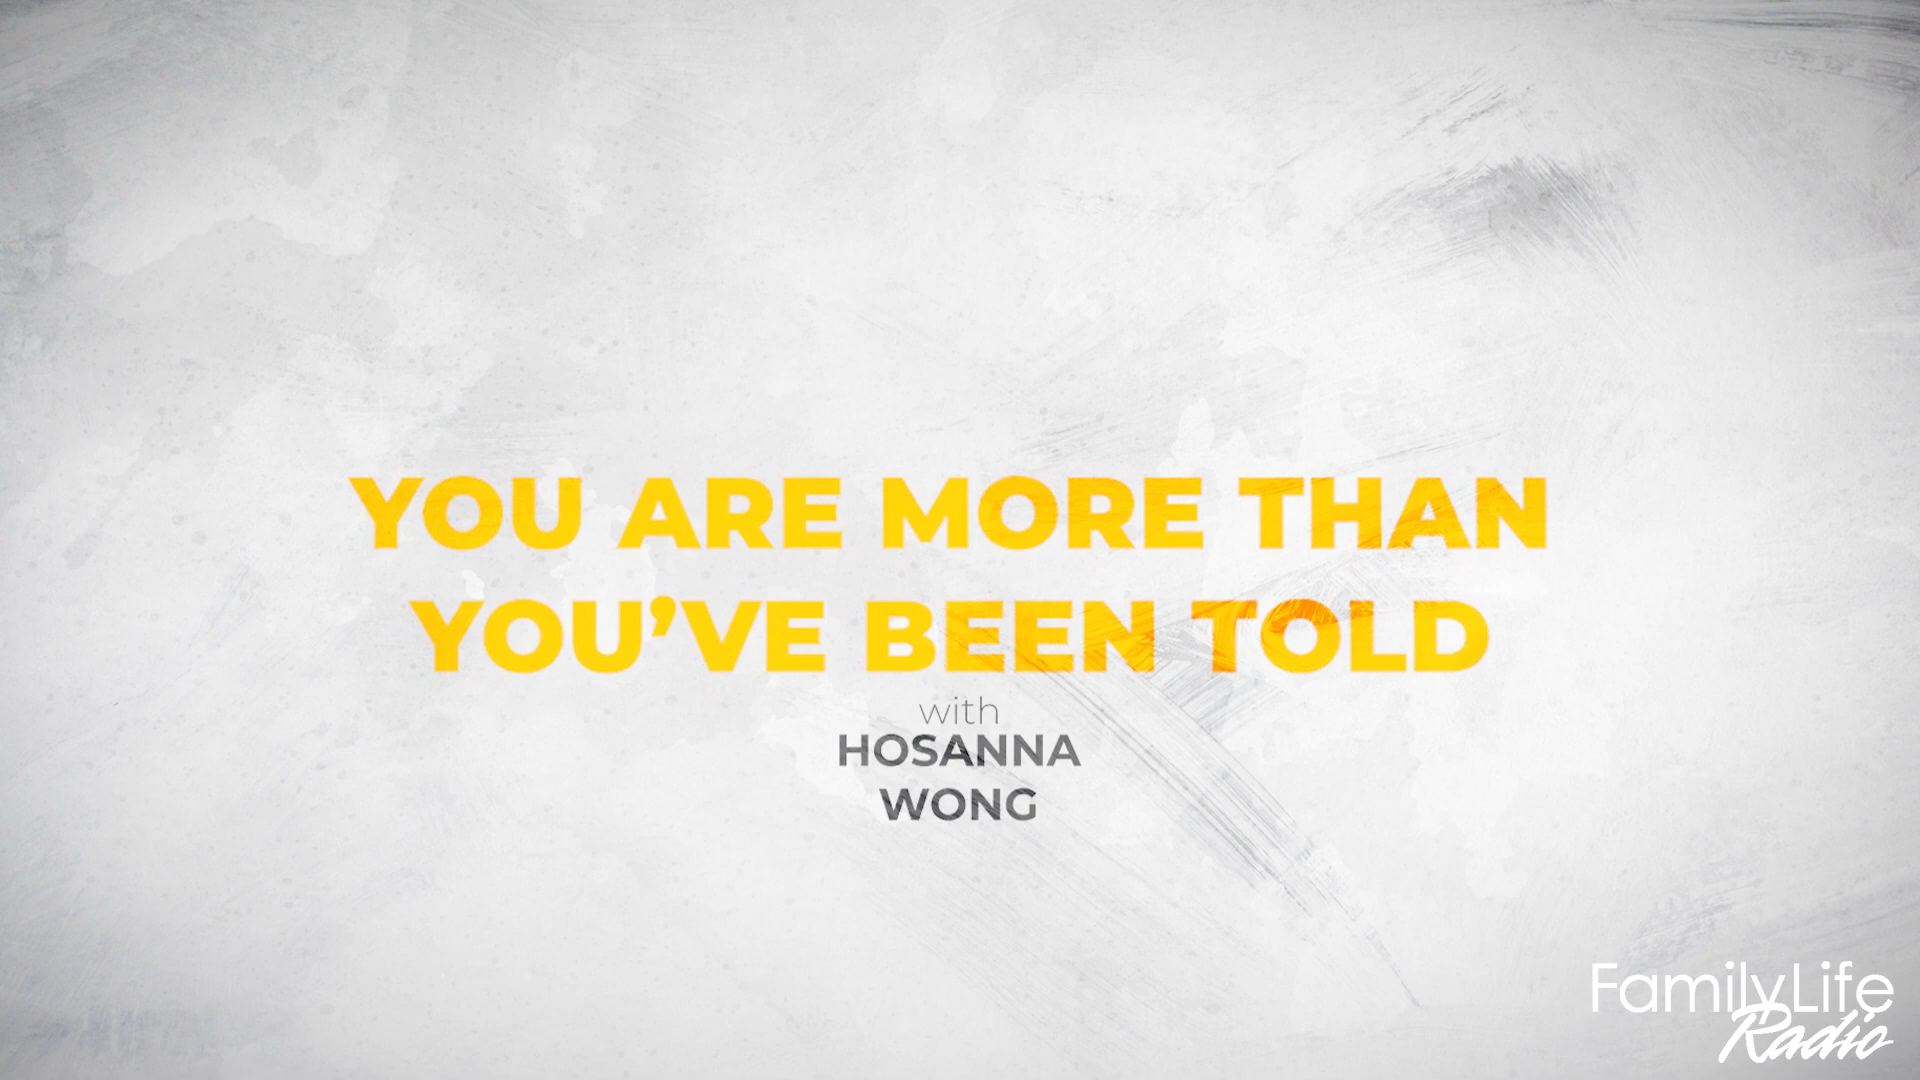 YOU ARE MORE THAN
YOU’VE BEEN TOLD
with
HOSANNA
WONG
FamilyLife
Radio